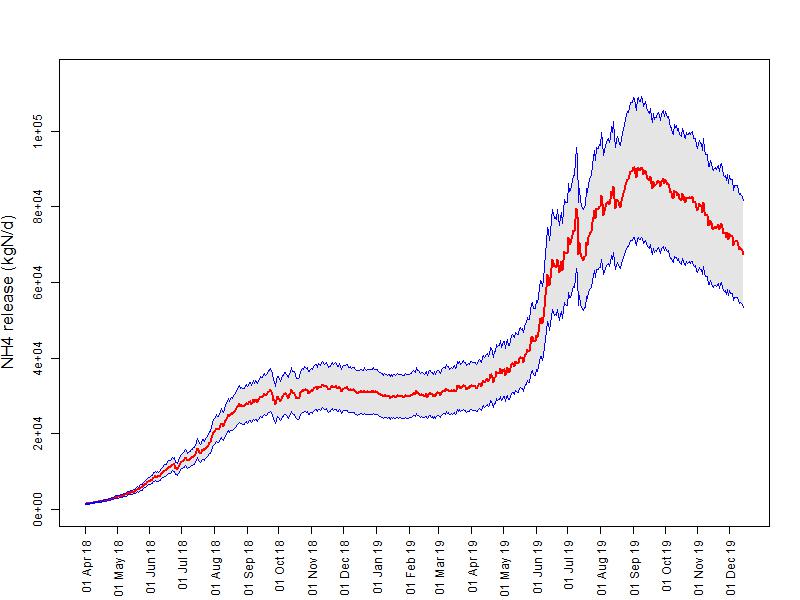 NH4 release (kgN/d)
1e+05
8e+04
6e+04
4e+04
2e+04
0e+00
01 Apr 18
01 May 18
01 Jun 18
01 Jul 18
01 Aug 18
01 Sep 18
01 Oct 18
01 Nov 18
01 Dec 18
01 Jan 19
01 Feb 19
01 Mar 19
01 Apr 19
01 May 19
01 Jun 19
01 Jul 19
01 Aug 19
01 Sep 19
01 Oct 19
01 Nov 19
01 Dec 19